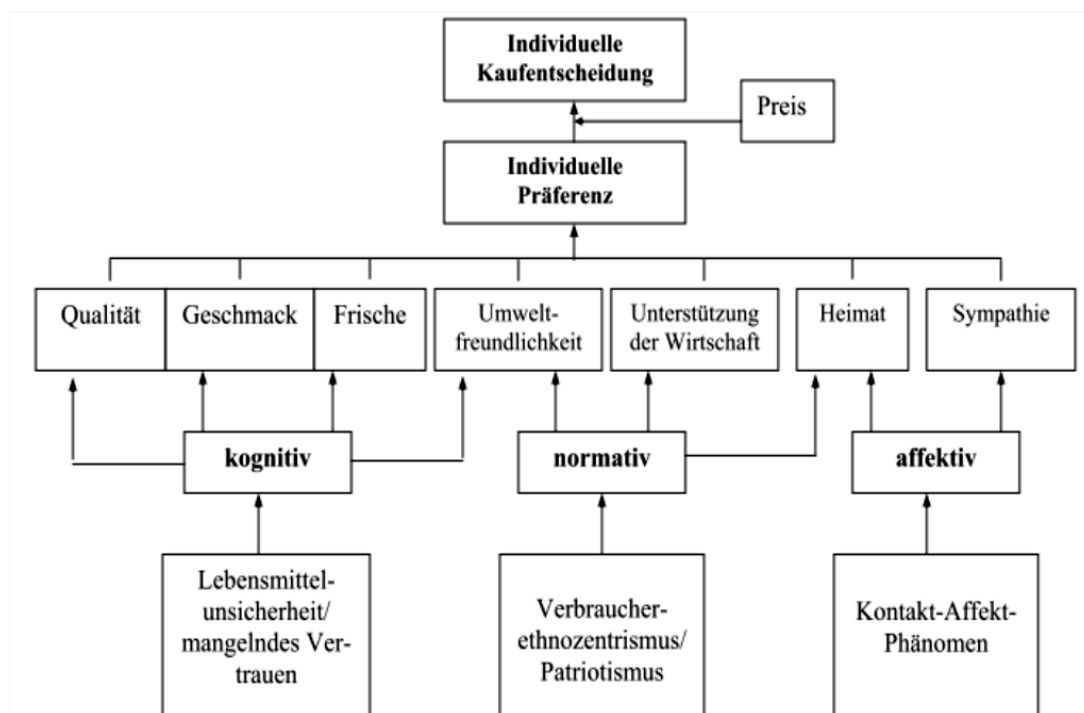 Individuelle
Kaufentscheidung
Preis
Individuelle
Präferenz
Qualität
Geschmack
Frische
Umwelt-
freundlichkeit
Unterstützung
der Wirtschaft
Heimat
Sympathie
kognitiv
normativ
affektiv
Lebensmittel-
unsicherheit/
mangelndes Ver-
trauen
Verbraucher-
ethnozentrismus/
Patriotismus
Kontakt-Affekt-
Phänomen